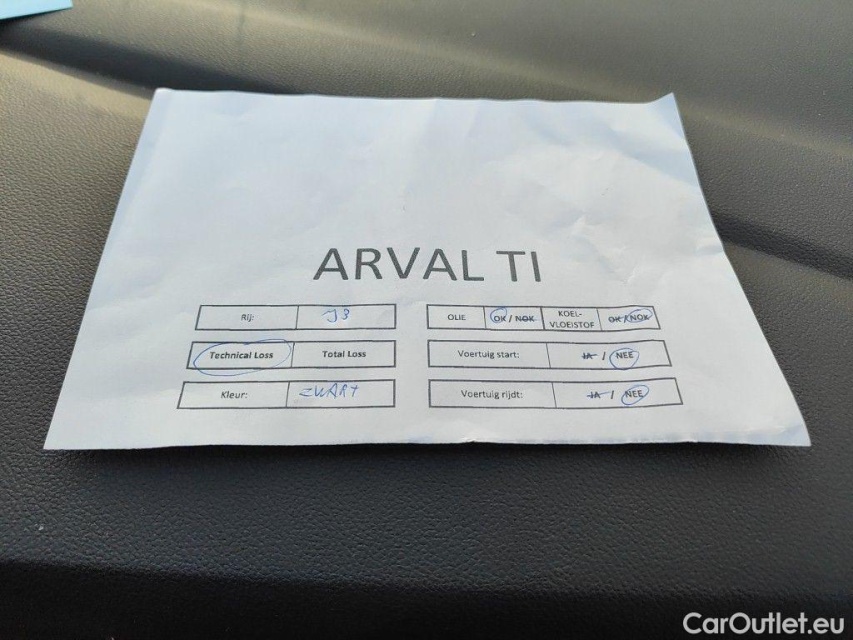 ARVAL TI
Rij: J3
OLIE OK / NOK KOEL-VLOEISTOF OK / NOK
Technical Loss Total Loss
Voertuig start: JA / NEE
Kleur: ZWART
Voertuig rijdt: JA / NEE
CarOutlet.eu